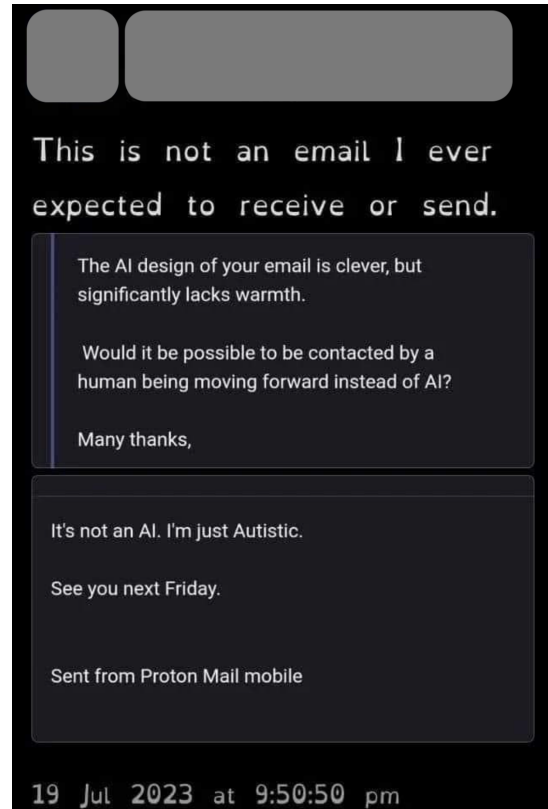 This is not an email I ever
expected to receive or send.
The AI design of your email is clever, but
significantly lacks warmth.
Would it be possible to be contacted by a
human being moving forward instead of AI?
Many thanks,
It's not an AI. I'm just Autistic.
See you next Friday.
Sent from Proton Mail mobile
19 Jul 2023 at 9:50:50 pm